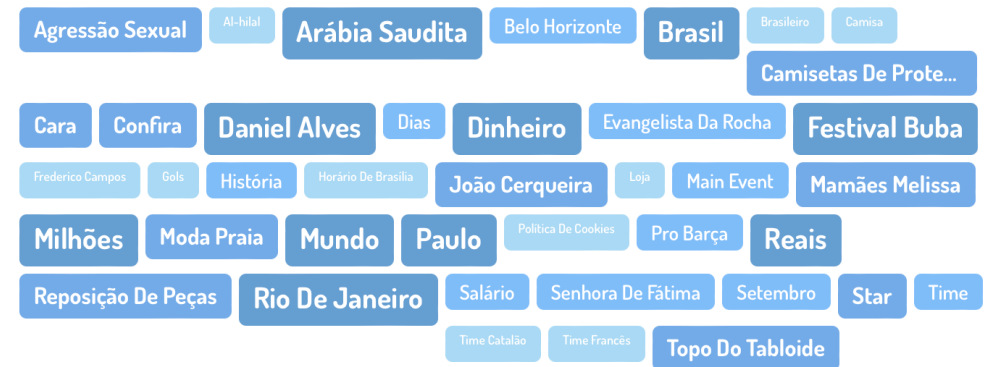 Agressão Sexual Al-hilal Arábia Saudita Belo Horizonte Brasil Brasileiro Camisa
Camisetas De Prote...
Cara Confira Daniel Alves Dias Dinheiro Evangelista Da Rocha Festival Buba
Frederico Campos Gols História Horário De Brasília João Cerqueira Loja Main Event Mamães Melissa
Milhões Moda Praia Mundo Paulo Política De Cookies Pro Barça Reais
Reposição De Peças Rio De Janeiro Salário Senhora De Fátima Setembro Star Time
Time Catalão Time Francês Topo Do Tabloide